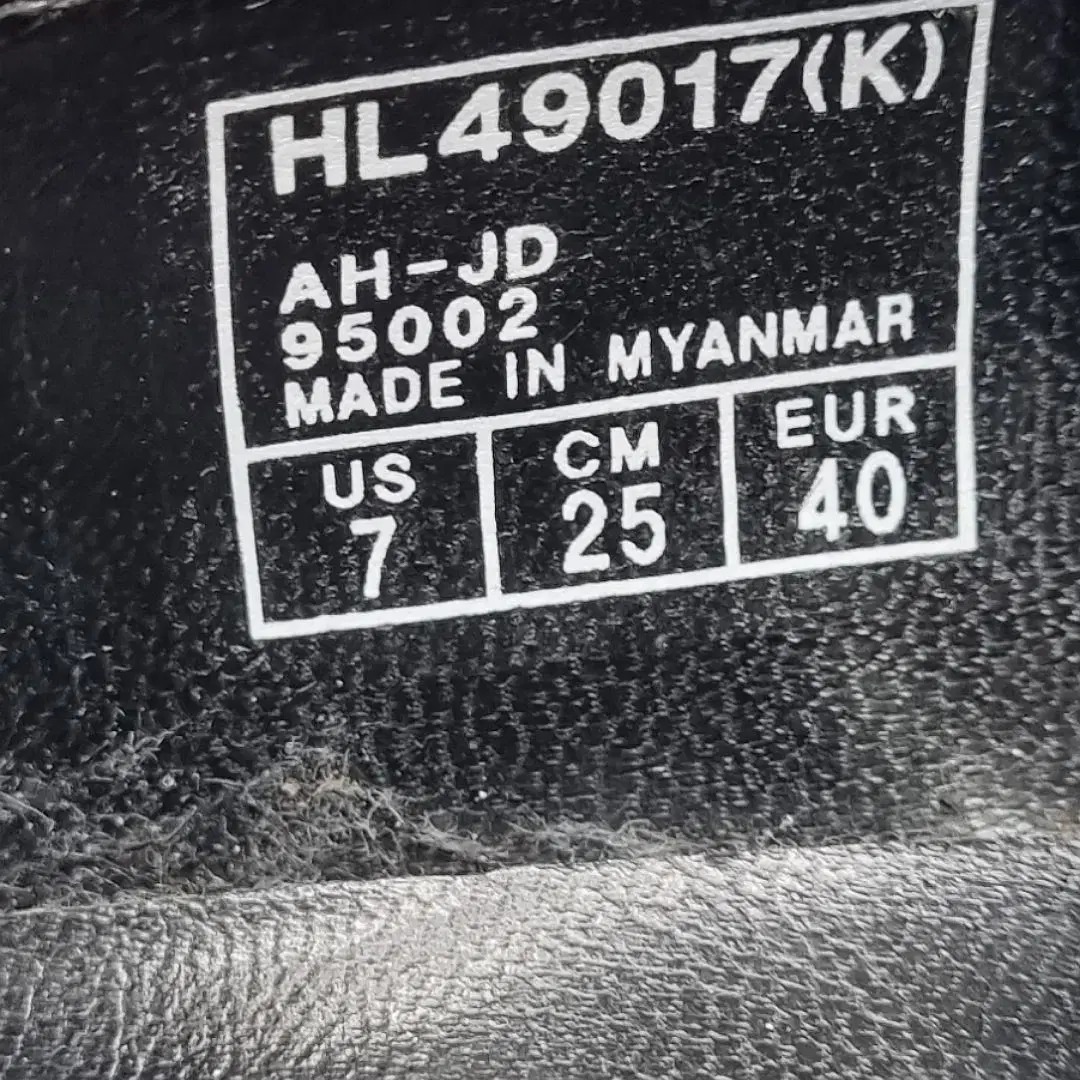 HL49017(K)
AH-JD
95002
MADE IN MYANMAR
US CM EUR
7 25 40